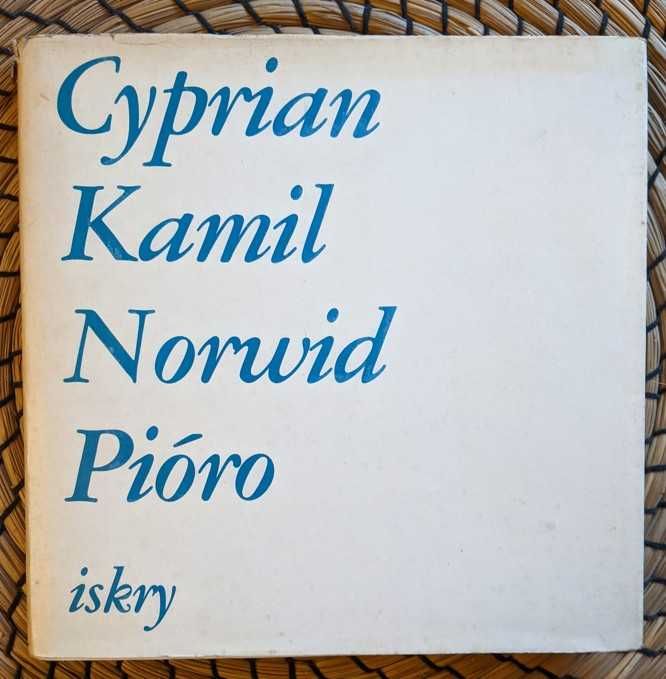 Cyprian
Kamil
Norwid
Pióro
iskry